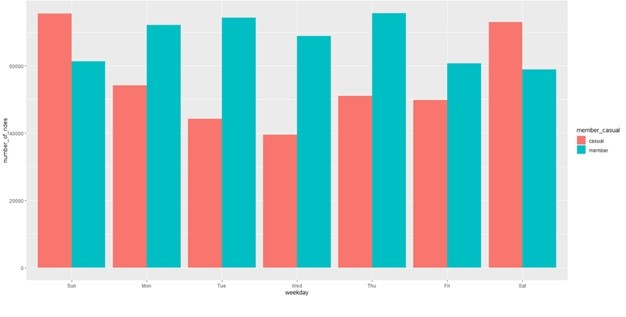 number_of_rides
60000
40000
20000
0
Sun Mon Tue Wed Thu Fri Sat
weekday
member_casual
casual
member